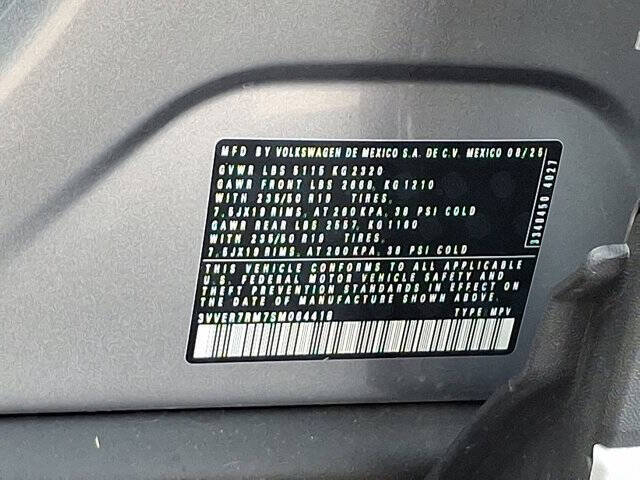 MFD BY VOLKSWAGEN DE MEXICO S.A. DE C.V. MEXICO 08/25
GVWR LBS 5115 KG 2320
GAWR FRONT LBS 2668, KG 1210
WITH 235/50 R19 TIRES,
7.5JX19 RIMS, AT 260 KPA, 38 PSI COLD
GAWR REAR LBS 2557, KG 1160
WITH 235/50 R19 TIRES,
7.5JX19 RIMS, AT 260 KPA, 38 PSI COLD
THIS VEHICLE CONFORMS TO ALL APPLICABLE
U.S. FEDERAL MOTOR VEHICLE SAFETY AND
THEFT PREVENTION STANDARDS IN EFFECT ON
THE DATE OF MANUFACTURE SHOWN ABOVE.
3VVER7RM7SM064418 TYPE MPV
3340450 4027